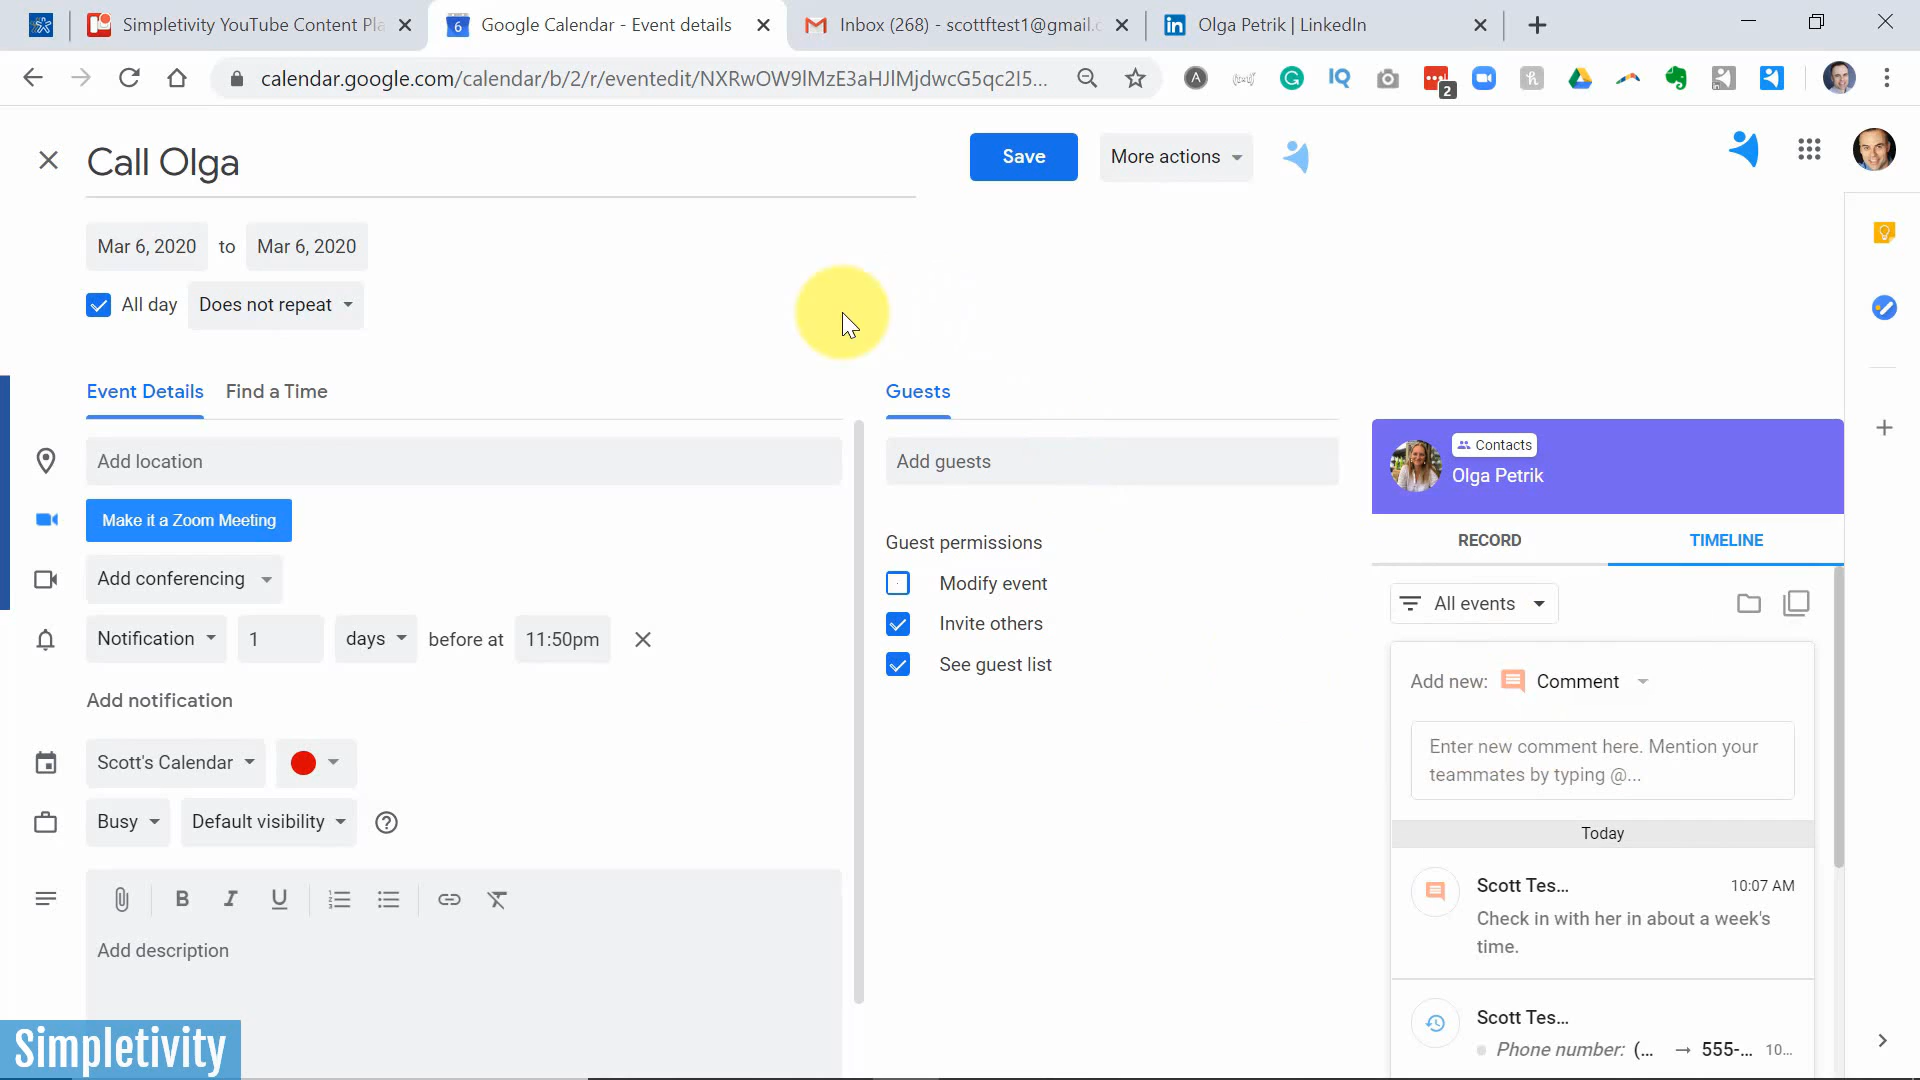 Simpletivity YouTube Content Pla
Google Calendar - Event details
Inbox (268) - scottftest1@gmail.c
Olga Petrik | LinkedIn
calendar.google.com/calendar/b/2/r/eventedit/NXRwOW9lMzE3aHJlMjdwcG5qc2l5...
2
Call Olga
Save
More actions
Mar 6, 2020 to Mar 6, 2020
All day
Does not repeat
Event Details
Find a Time
Guests
Add location
Add guests
Contacts
Olga Petrik
Make it a Zoom Meeting
RECORD
TIMELINE
Guest permissions
Add conferencing
Modify event
All events
Invite others
Notification
1
days
before at
11:50pm
See guest list
Add new:
Comment
Add notification
Enter new comment here. Mention your
teammates by typing @...
Scott's Calendar
Busy
Default visibility
Today
B I U
Scott Tes...
10:07 AM
Check in with her in about a week's
time.
Add description
Scott Tes...
Phone number: (... → 555-... 10...
Simpletivity